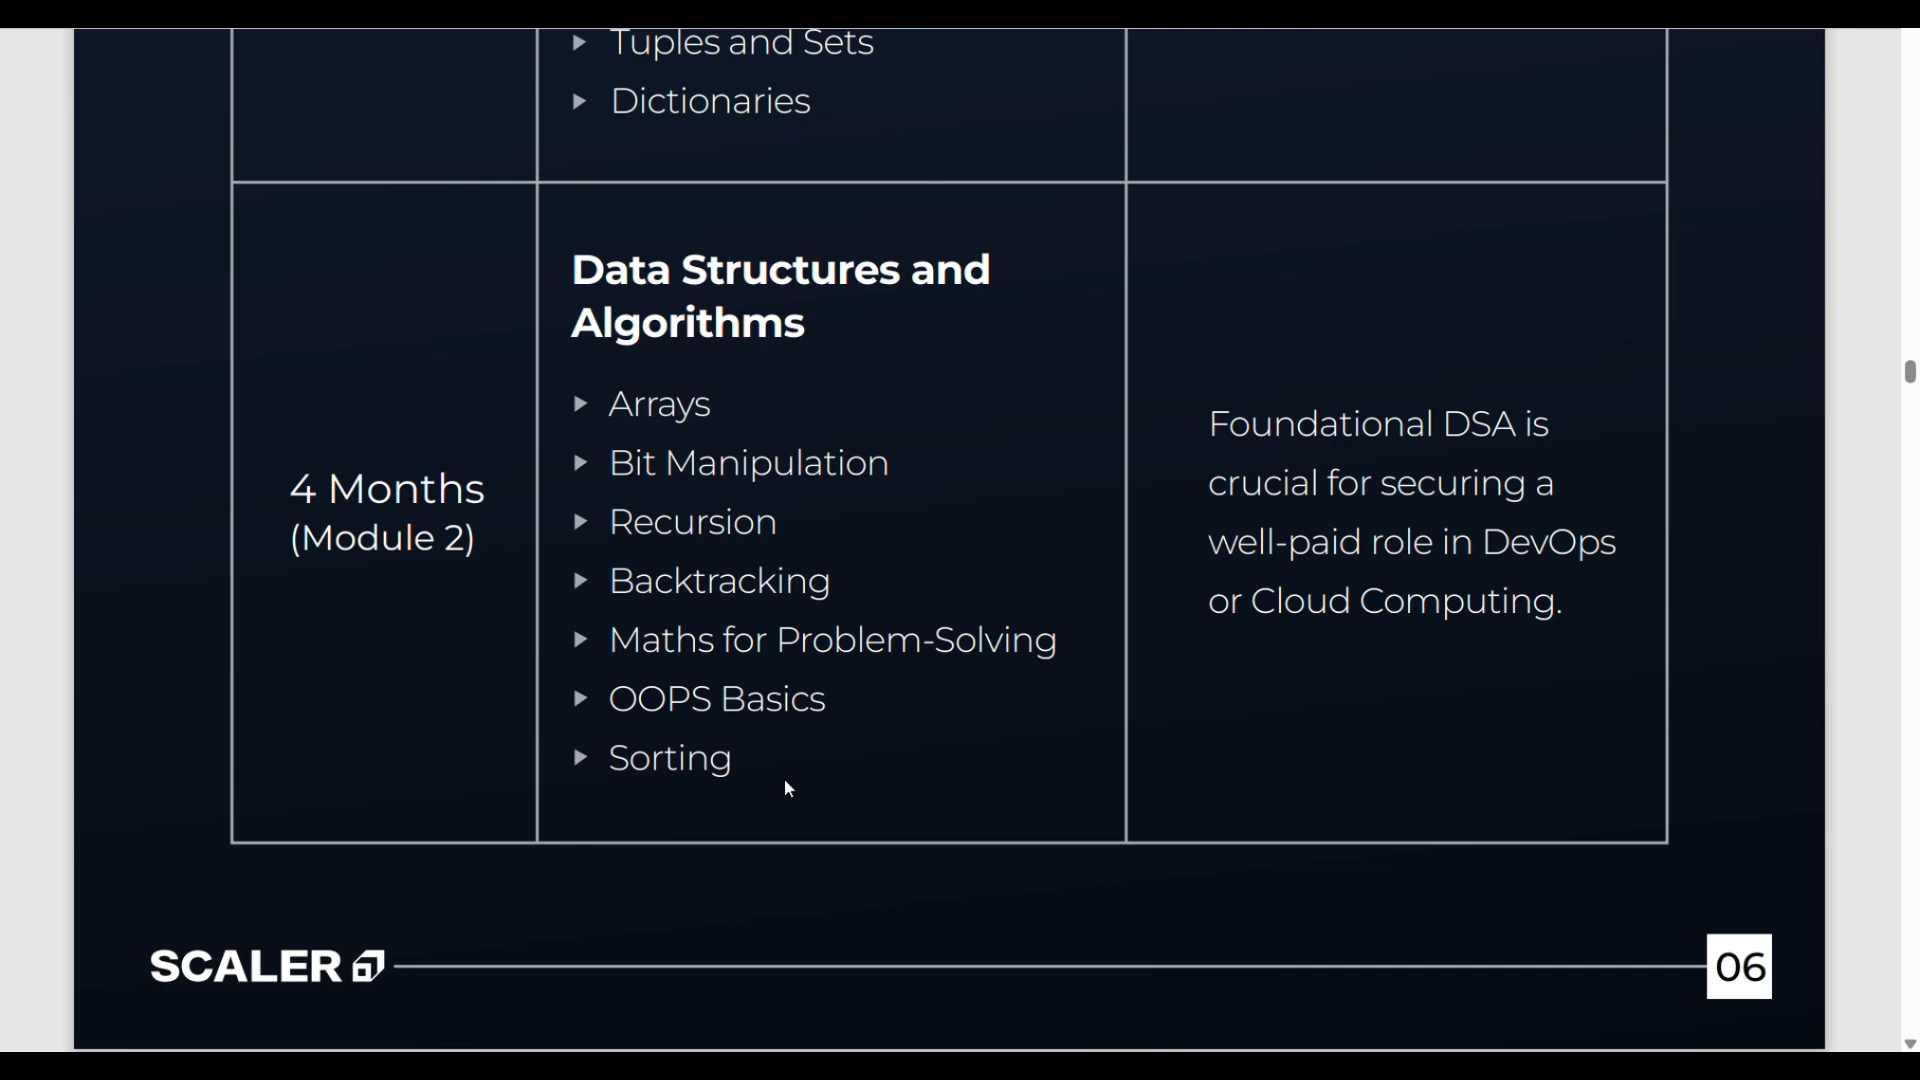 Tuples and Sets
Dictionaries
4 Months
(Module 2)
Data Structures and
Algorithms
Arrays
Bit Manipulation
Recursion
Backtracking
Maths for Problem-Solving
OOPS Basics
Sorting
Foundational DSA is
crucial for securing a
well-paid role in DevOps
or Cloud Computing.
SCALER
06